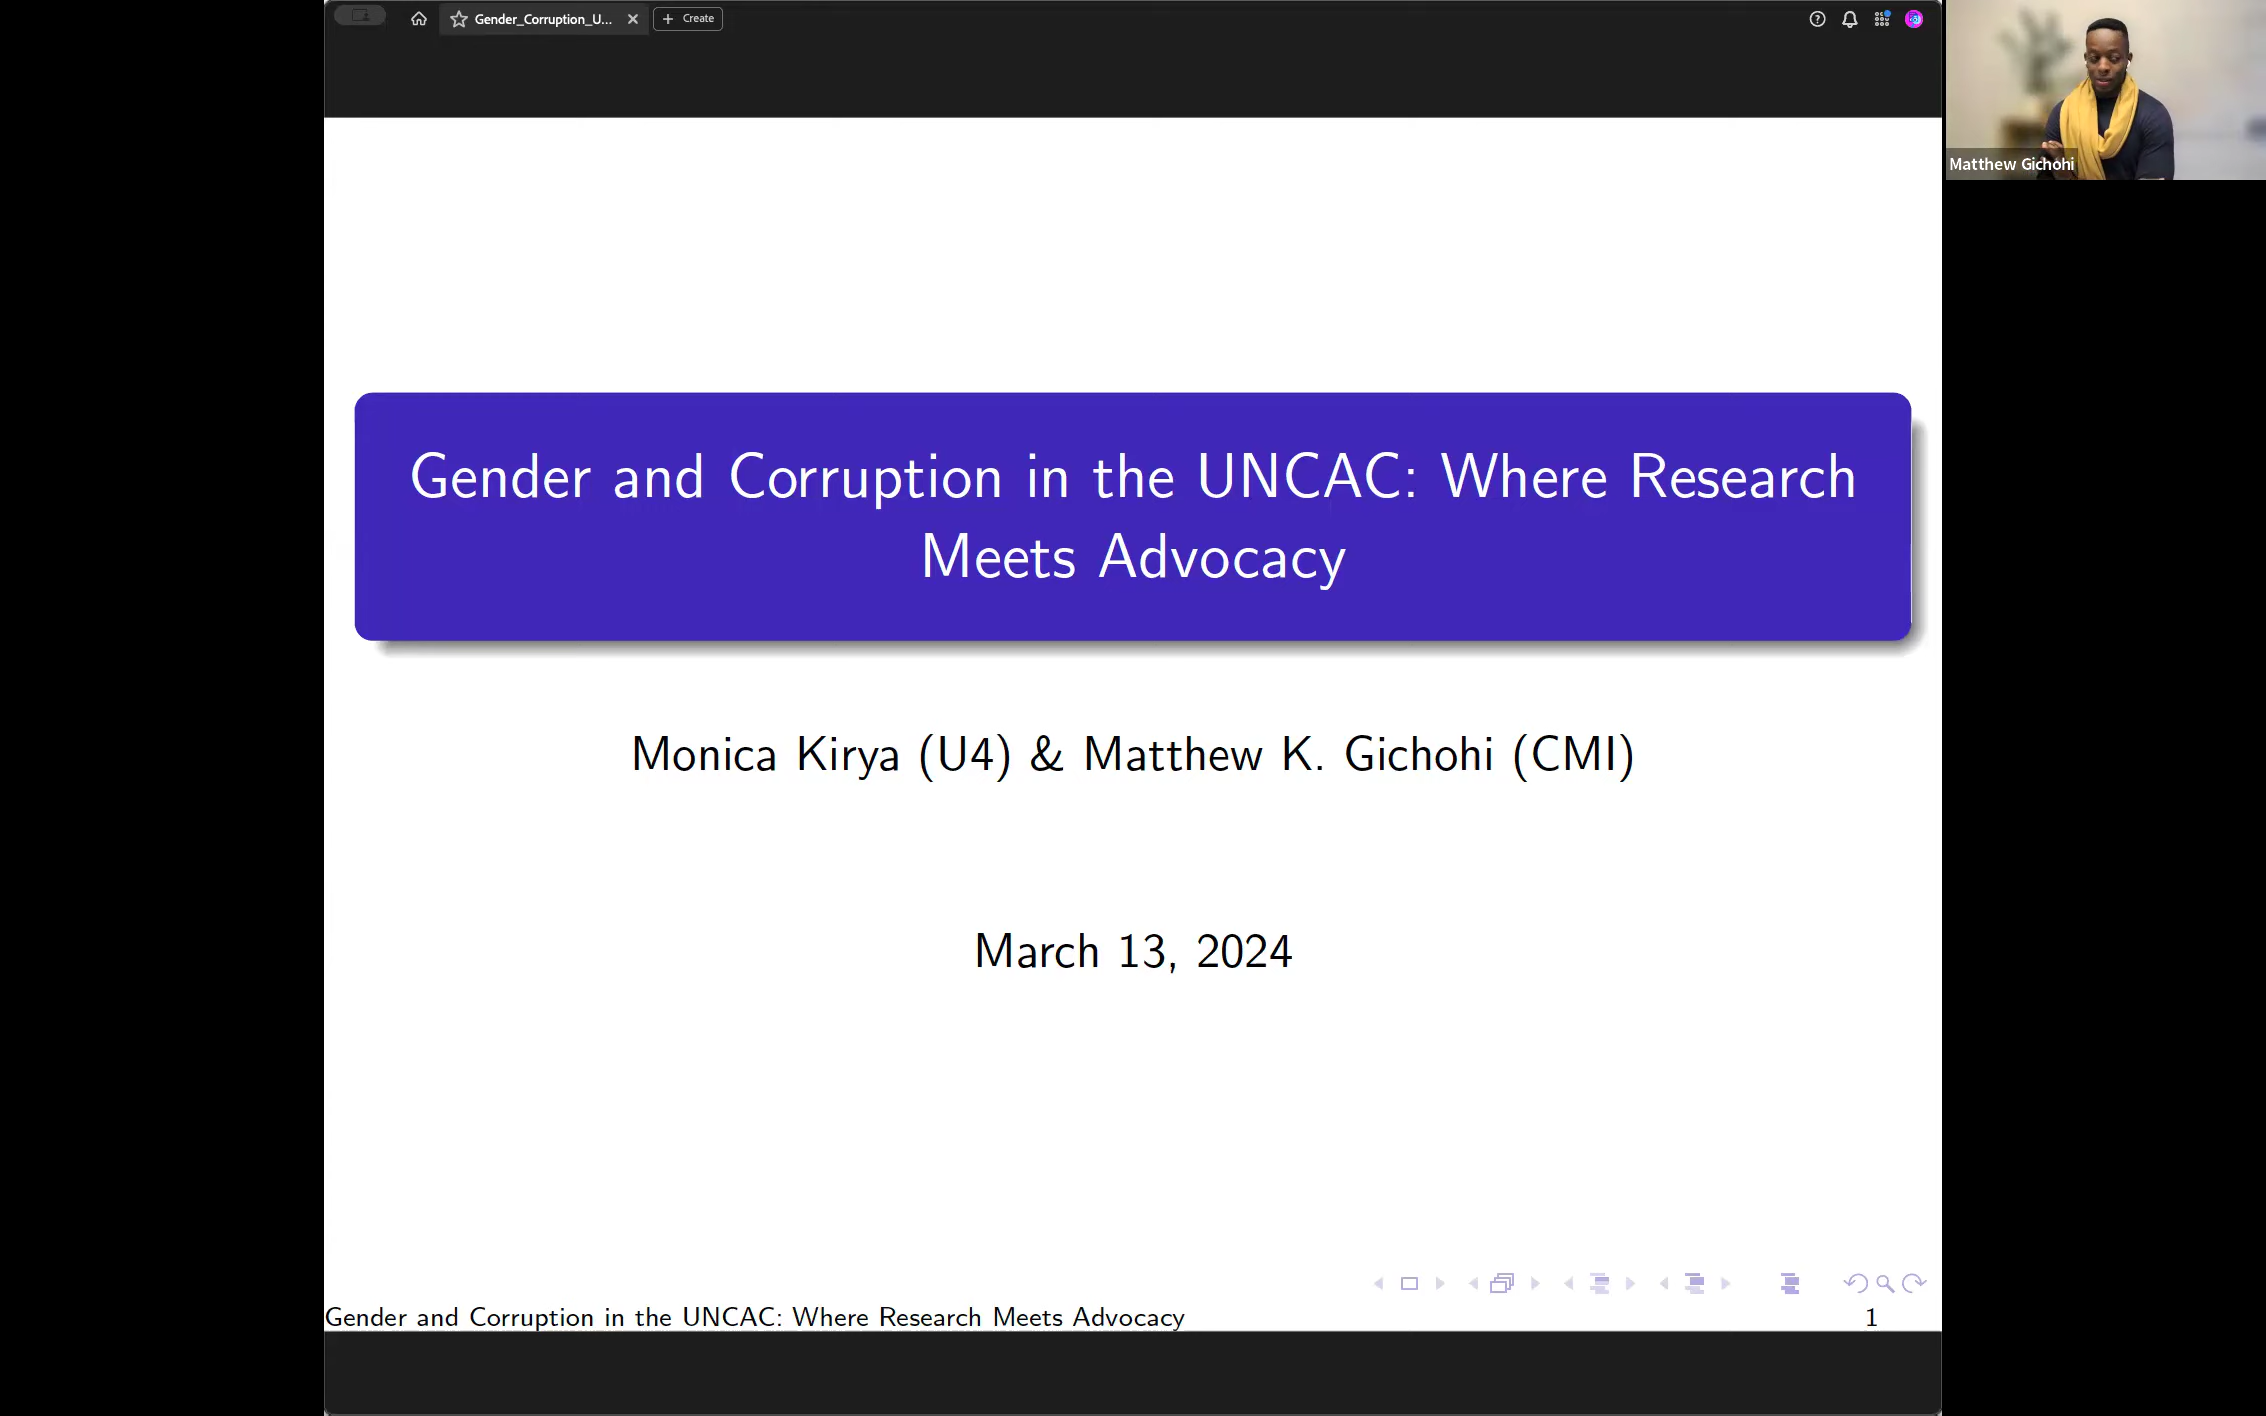 Gender_Corruption_U...
Create
Matthew Gichohi
Gender and Corruption in the UNCAC: Where Research
Meets Advocacy
Monica Kirya (U4) & Matthew K. Gichohi (CMI)
March 13, 2024
Gender and Corruption in the UNCAC: Where Research Meets Advocacy
1